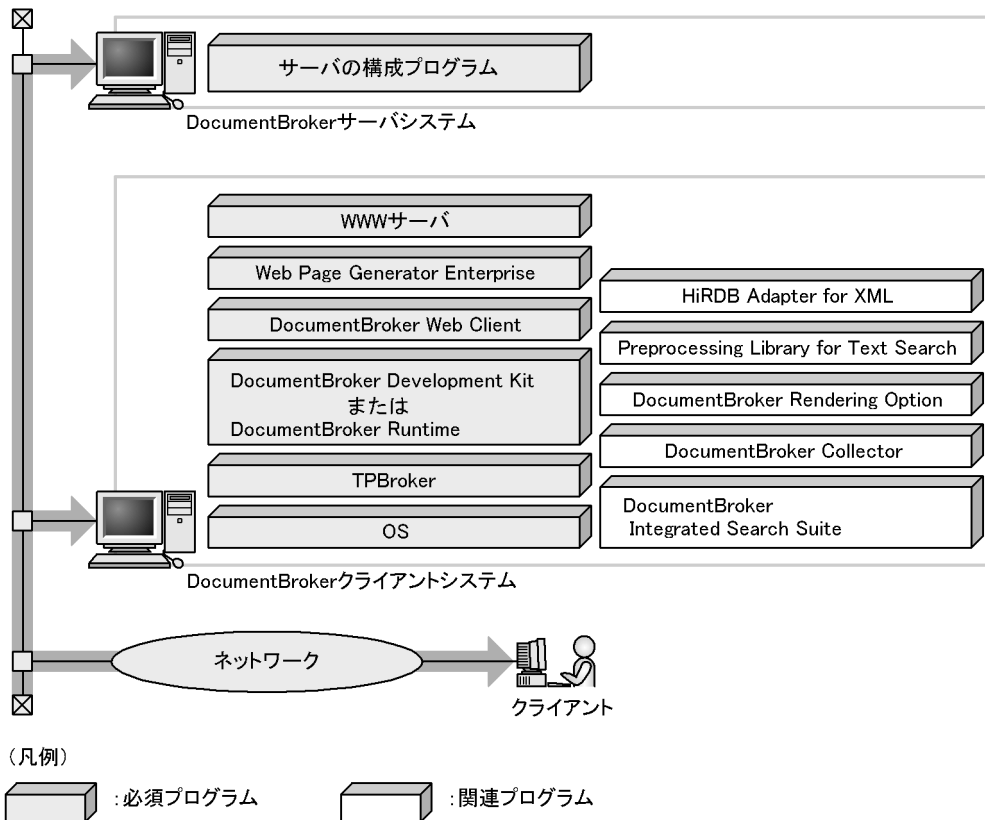 サーバの構成プログラム
DocumentBrokerサーバシステム
WWWサーバ
Web Page Generator Enterprise
DocumentBroker Web Client
DocumentBroker Development Kit
または
DocumentBroker Runtime
TPBroker
OS
HiRDB Adapter for XML
Preprocessing Library for Text Search
DocumentBroker Rendering Option
DocumentBroker Collector
DocumentBroker
Integrated Search Suite
DocumentBrokerクライアントシステム
ネットワーク
クライアント
(凡例)
:必須プログラム
:関連プログラム